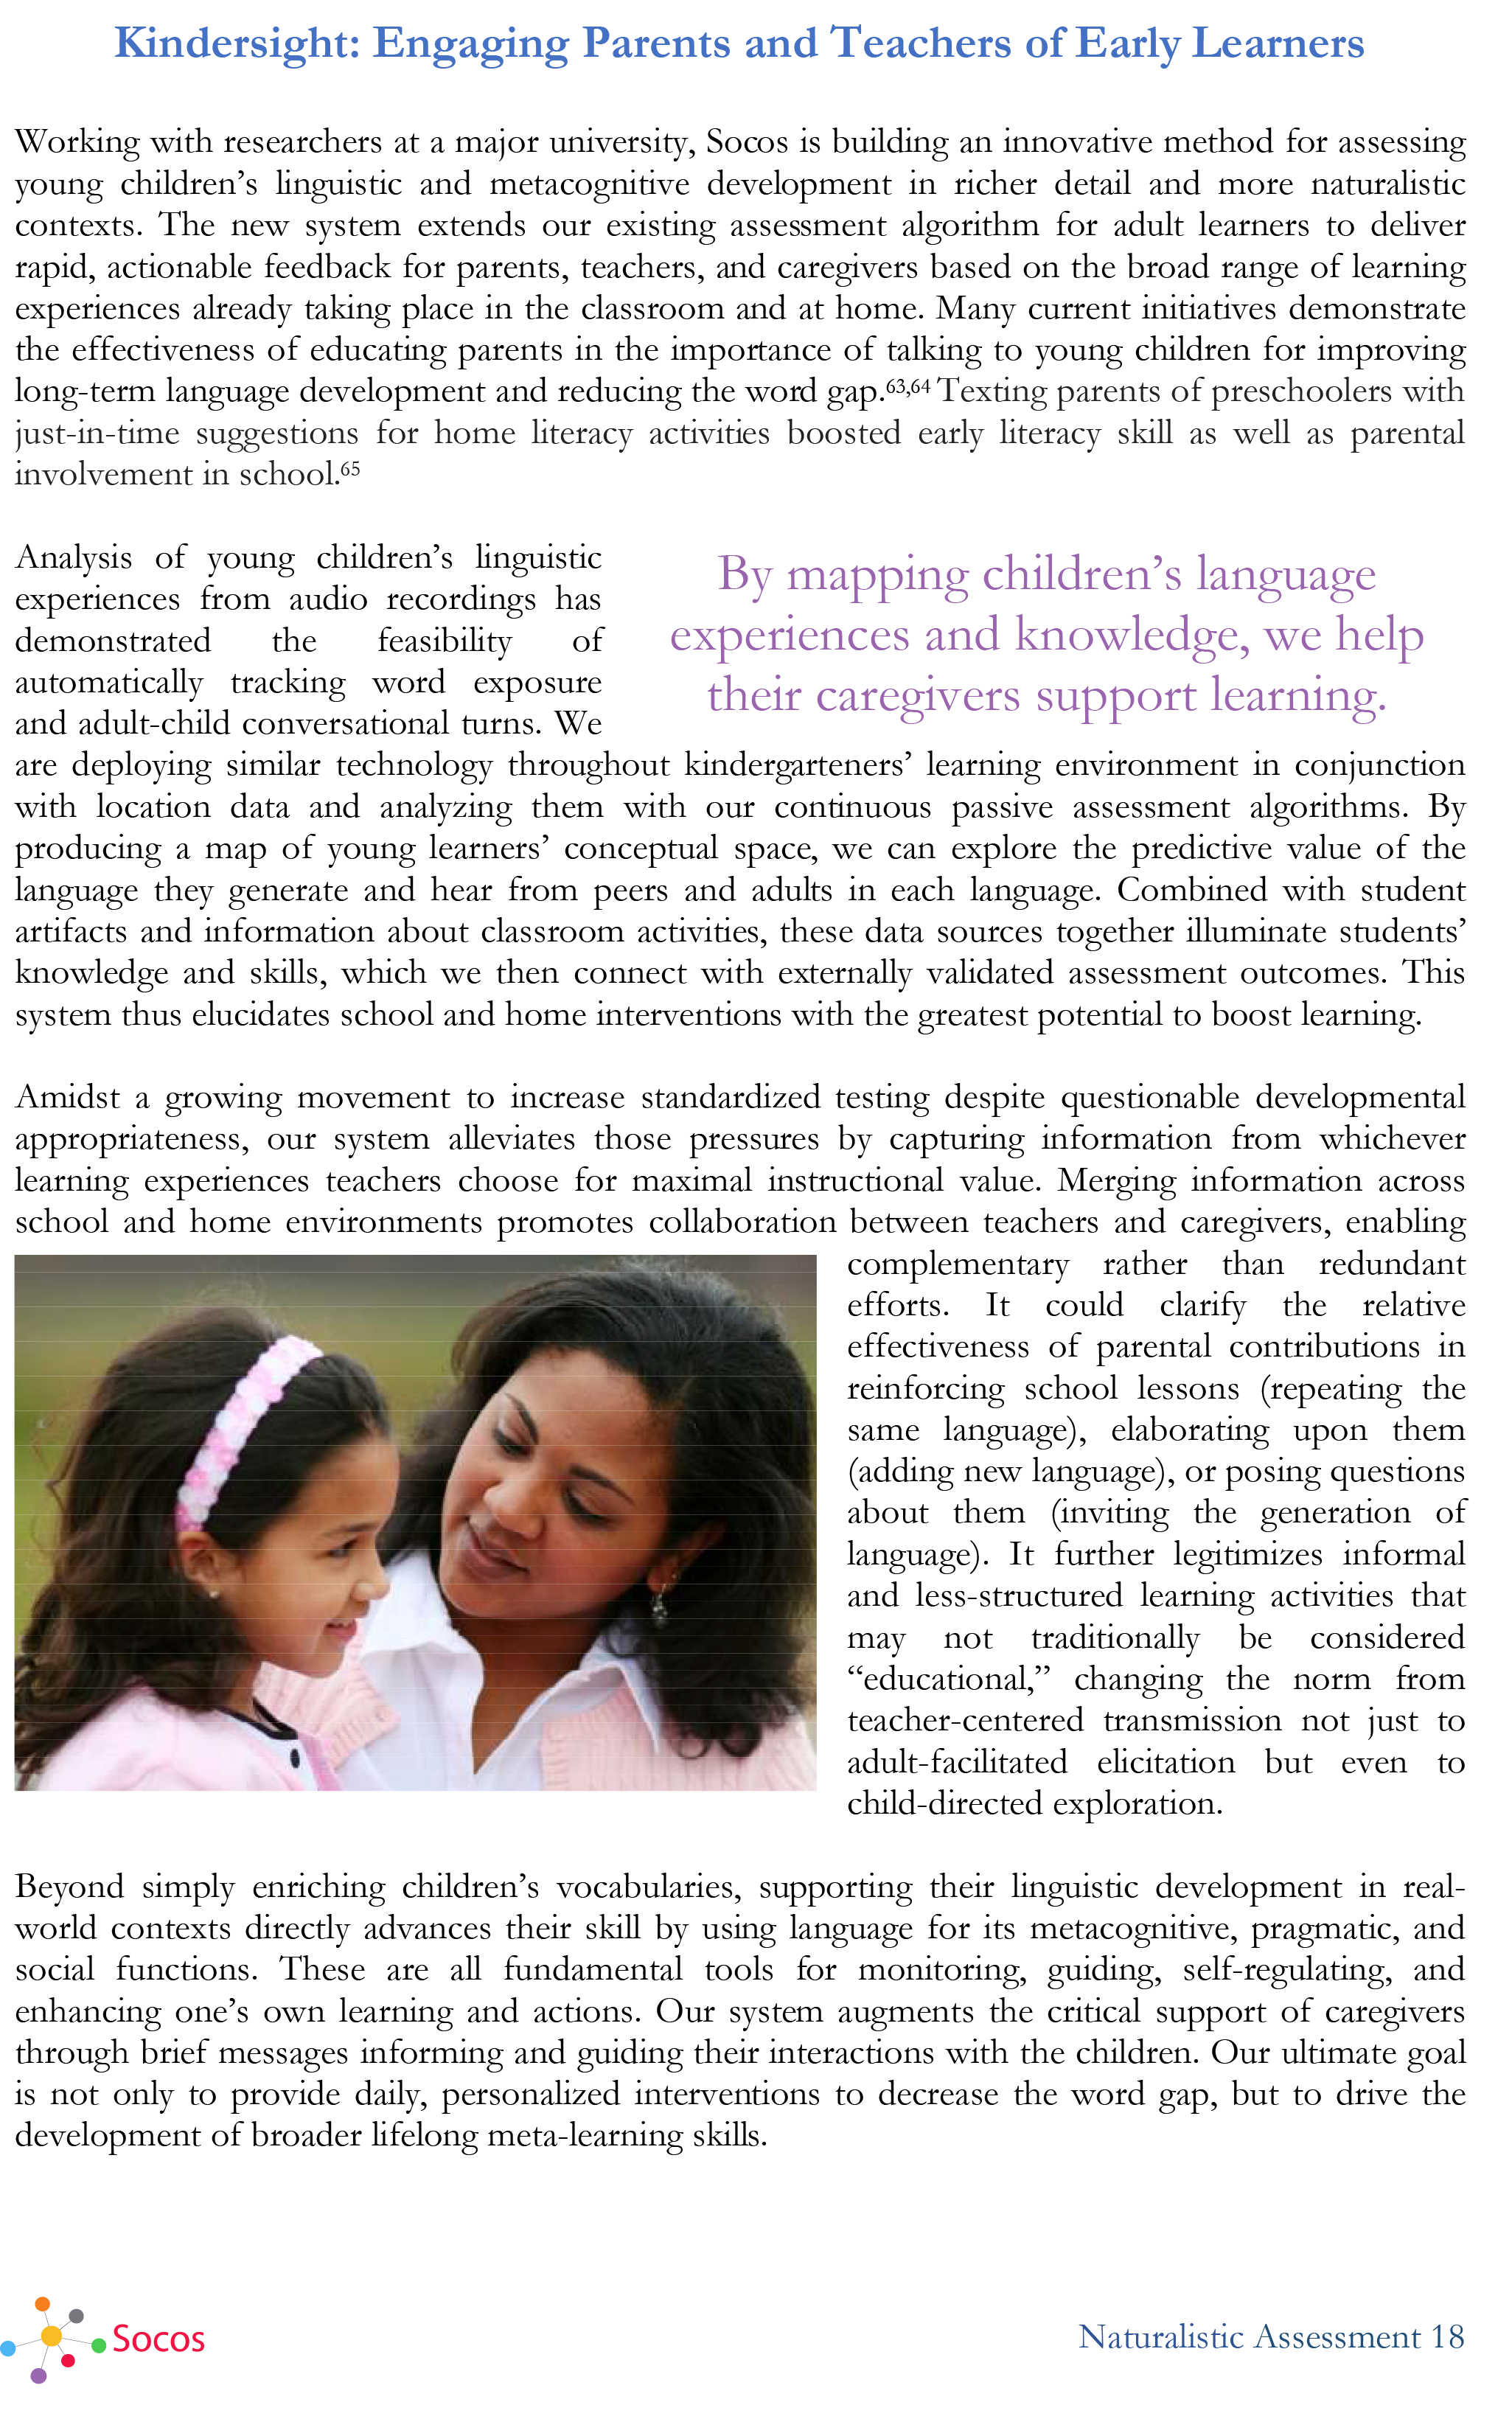 Kindersight: Engaging Parents and Teachers of Early Learners
Working with researchers at a major university, Socos is building an innovative method for assessing
young children's linguistic and metacognitive development in richer detail and more naturalistic
contexts. The new system extends our existing assessment algorithm for adult learners to deliver
rapid, actionable feedback for parents, teachers, and caregivers based on the broad range of learning
experiences already taking place in the classroom and at home. Many current initiatives demonstrate
the effectiveness of educating parents in the importance of talking to young children for improving
long-term language development and reducing the word gap.63,64 Texting parents of preschoolers with
just-in-time suggestions for home literacy activities boosted early literacy skill as well as parental
involvement in school.65
Analysis of young children's linguistic
experiences from audio recordings has
demonstrated the feasibility of
automatically tracking word exposure
and adult-child conversational turns. We
By mapping children's language
experiences and knowledge, we help
their caregivers support learning.
are deploying similar technology throughout kindergarteners' learning environment in conjunction
with location data and analyzing them with our continuous passive assessment algorithms. By
producing a map of young learners' conceptual space, we can explore the predictive value of the
language they generate and hear from peers and adults in each language. Combined with student
artifacts and information about classroom activities, these data sources together illuminate students'
knowledge and skills, which we then connect with externally validated assessment outcomes. This
system thus elucidates school and home interventions with the greatest potential to boost learning.
Amidst a growing movement to increase standardized testing despite questionable developmental
appropriateness, our system alleviates those pressures by capturing information from whichever
learning experiences teachers choose for maximal instructional value. Merging information across
school and home environments promotes collaboration between teachers and caregivers, enabling
complementary rather than redundant
efforts. It could clarify the relative
effectiveness of parental contributions in
reinforcing school lessons (repeating the
same language), elaborating upon them
(adding new language), or posing questions
about them (inviting the generation of
language). It further legitimizes informal
and less-structured learning activities that
may not traditionally be considered
“educational,” changing the norm from
teacher-centered transmission not just to
adult-facilitated elicitation but even to
child-directed exploration.
Beyond simply enriching children's vocabularies, supporting their linguistic development in real-
world contexts directly advances their skill by using language for its metacognitive, pragmatic, and
social functions. These are all fundamental tools for monitoring, guiding, self-regulating, and
enhancing one's own learning and actions. Our system augments the critical support of caregivers
through brief messages informing and guiding their interactions with the children. Our ultimate goal
is not only to provide daily, personalized interventions to decrease the word gap, but to drive the
development of broader lifelong meta-learning skills.
Socos
Naturalistic Assessment 18